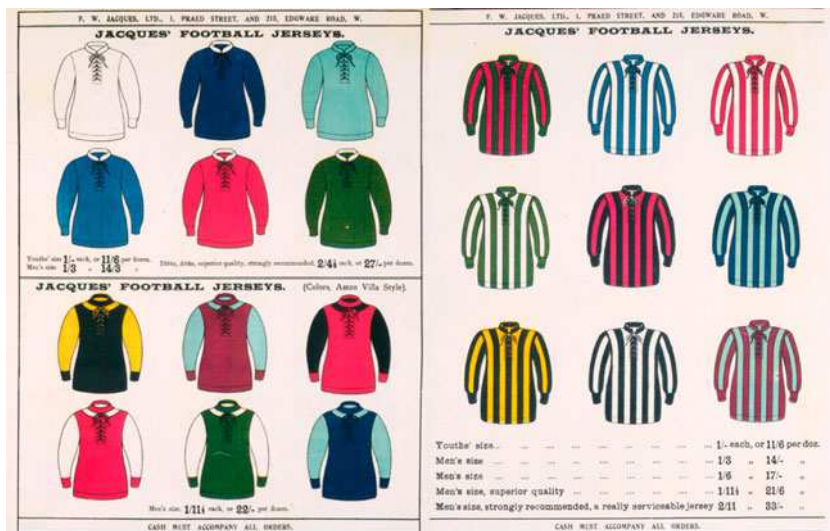 F. W. JACQUES, LTD., 1, PRAED STREET, AND 218, EDGWARE ROAD, W.
JACQUES' FOOTBALL JERSEYS.
Youths' size 1/- each, or 11/6 per dozen.
Men's size 1/3 „ 14/3 „
Ditto, ditto, superior quality, strongly recommended, 2/4½ each, or 27/- per dozen.
JACQUES' FOOTBALL JERSEYS. (Colors, Aston Villa Style).
Men's size, 1/11½ each, or 22/- per dozen.
CASH MUST ACCOMPANY ALL ORDERS.
F. W. JACQUES, LTD., 1, PRAED STREET, AND 218, EDGWARE ROAD, W.
JACQUES' FOOTBALL JERSEYS.
Youths' size... ... ... ... ... ... ... ... 1/- each, or 11/6 per doz.
Men's size ... ... ... ... ... ... ... ... 1/3 „ 14/- „
Men's size ... ... ... ... ... ... ... ... 1/6 „ 17/- „
Men's size, superior quality ... ... ... ... ... 1/11½ „ 21/6 „
Men's size, strongly recommended, a really serviceable jersey 2/11 „ 33/- „
CASH MUST ACCOMPANY ALL ORDERS.